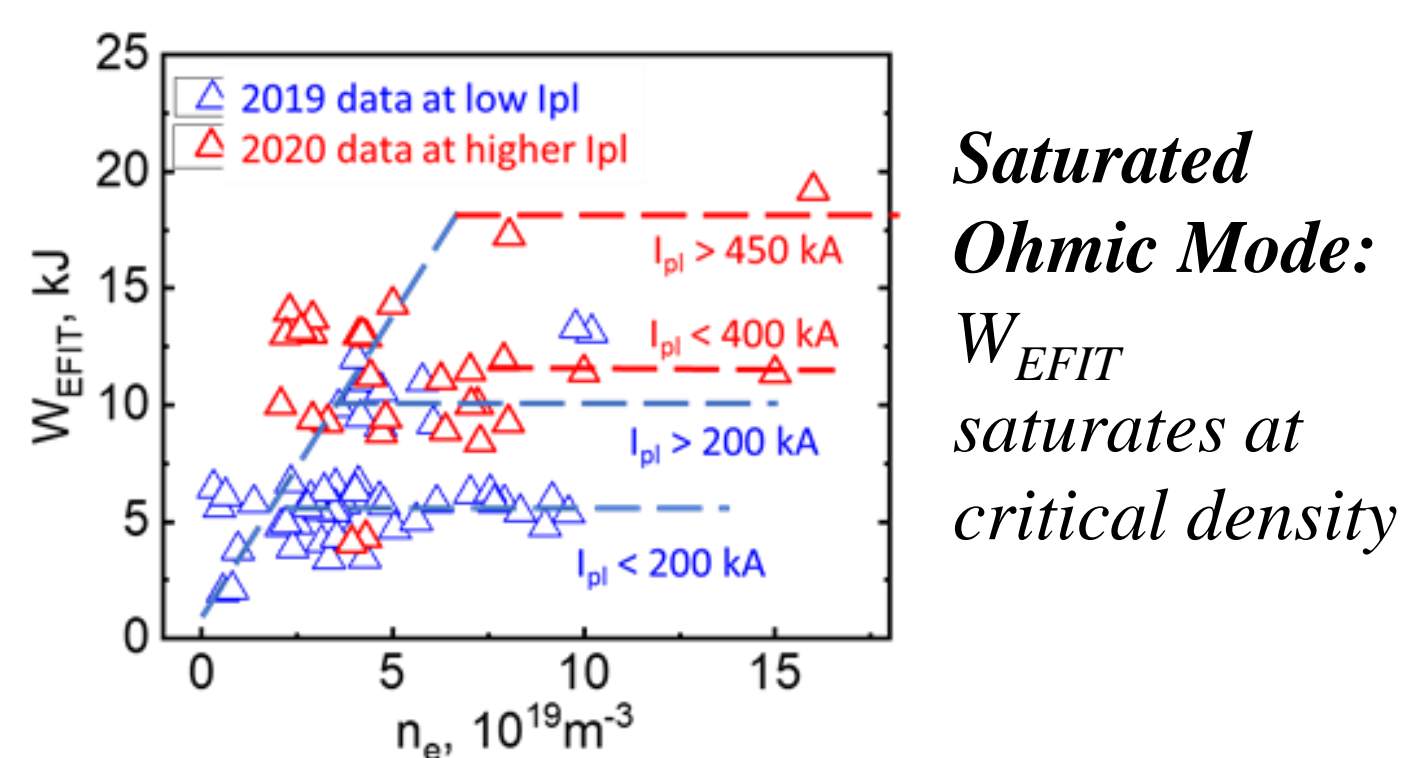 25
20
15
10
5
0
W_EFIT, kJ
2019 data at low Ipl
2020 data at higher Ipl
I_pl > 450 kA
I_pl < 400 kA
I_pl > 200 kA
I_pl < 200 kA
0 5 10 15
n_e, 10^19 m^-3
Saturated
Ohmic Mode:
W_EFIT
saturates at
critical density